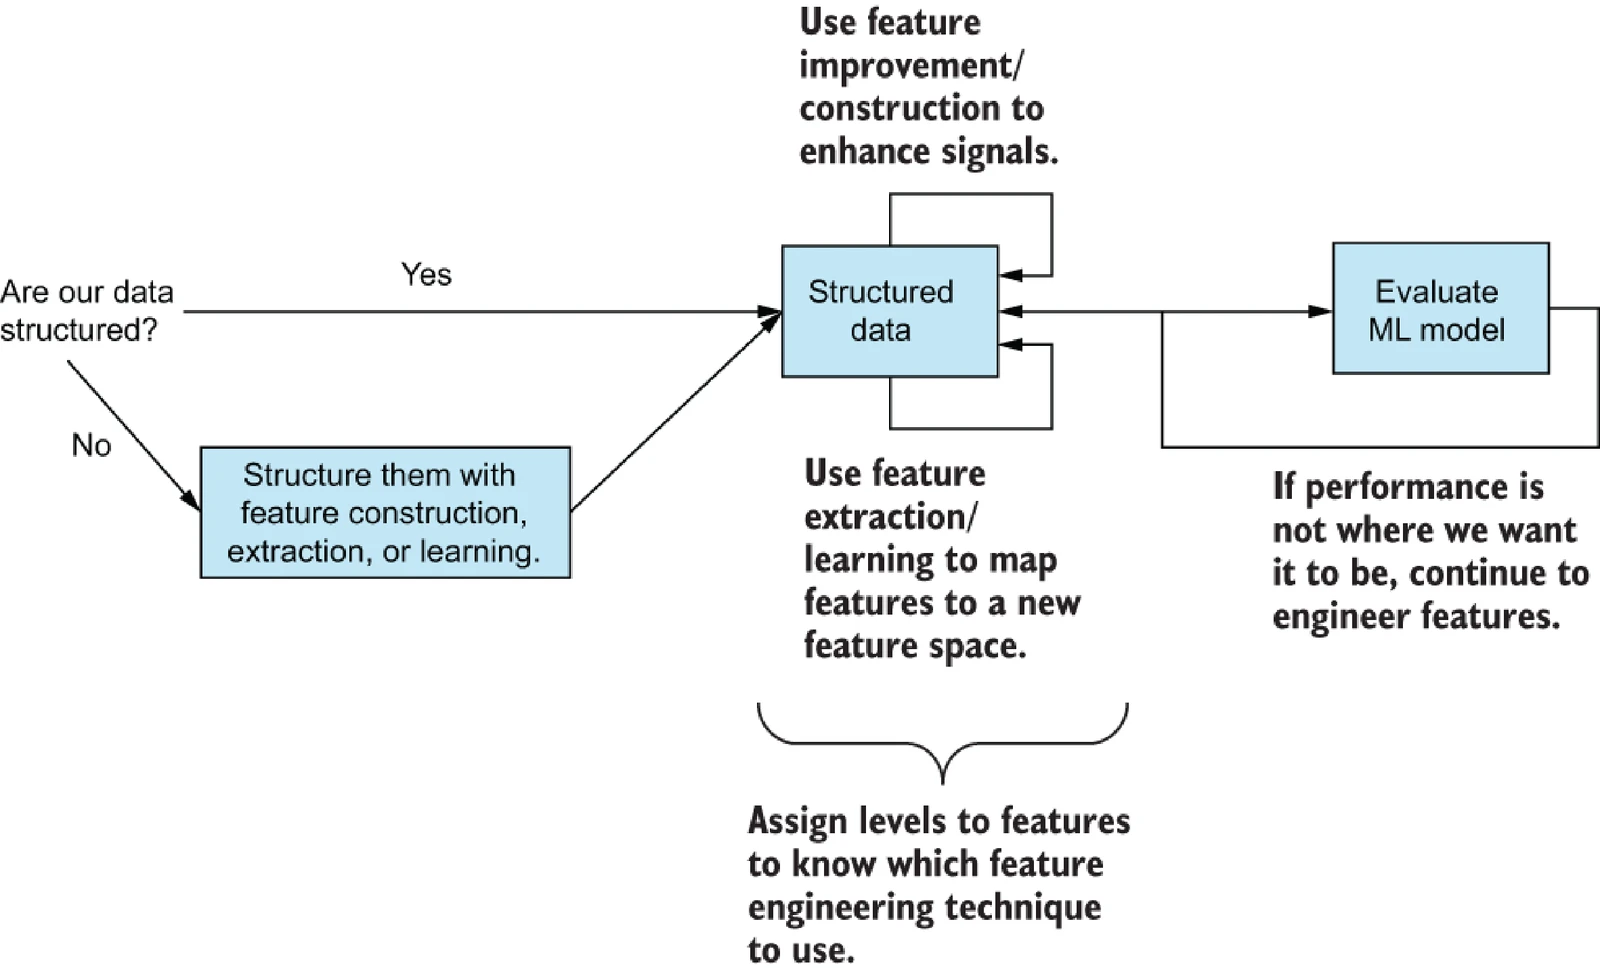 Use feature
improvement/
construction to
enhance signals.
Are our data
structured?
Yes
No
Structure them with
feature construction,
extraction, or learning.
Structured
data
Evaluate
ML model
Use feature
extraction/
learning to map
features to a new
feature space.
If performance is
not where we want
it to be, continue to
engineer features.
Assign levels to features
to know which feature
engineering technique
to use.